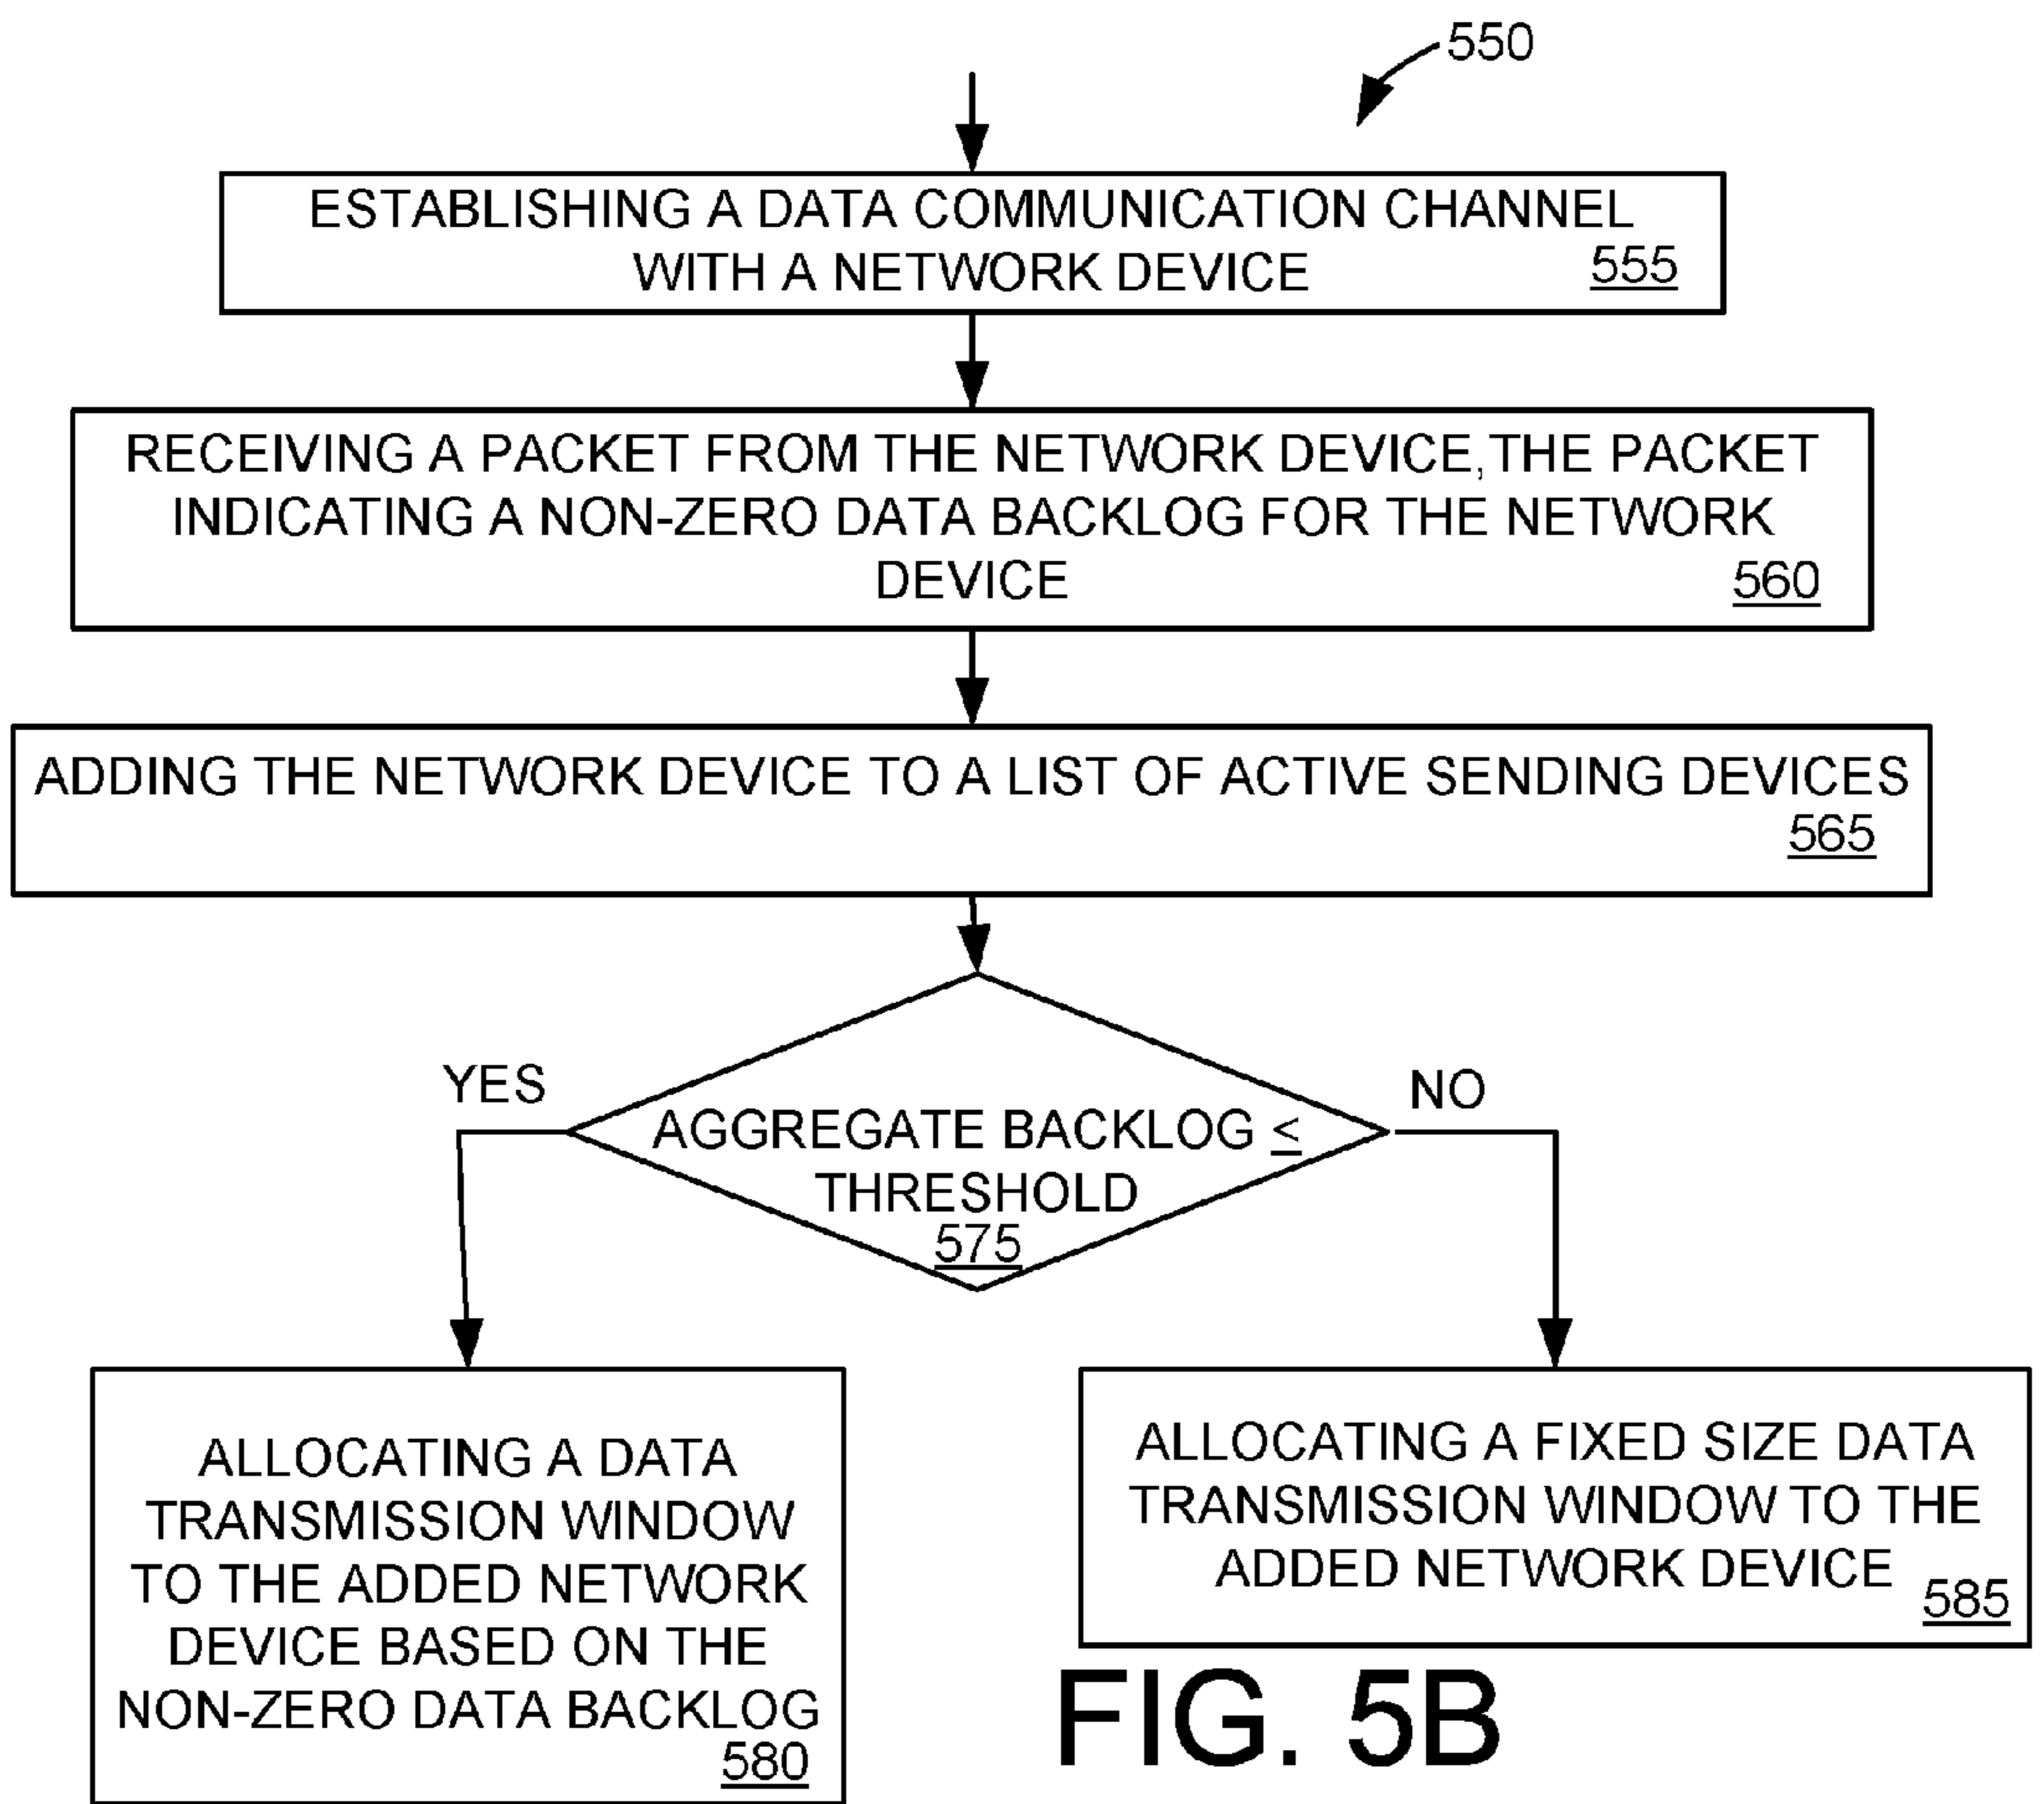 550
ESTABLISHING A DATA COMMUNICATION CHANNEL
WITH A NETWORK DEVICE
555
RECEIVING A PACKET FROM THE NETWORK DEVICE, THE PACKET
INDICATING A NON-ZERO DATA BACKLOG FOR THE NETWORK
DEVICE
560
ADDING THE NETWORK DEVICE TO A LIST OF ACTIVE SENDING DEVICES
565
YES
NO
AGGREGATE BACKLOG ≤
THRESHOLD
575
ALLOCATING A DATA
TRANSMISSION WINDOW
TO THE ADDED NETWORK
DEVICE BASED ON THE
NON-ZERO DATA BACKLOG
580
ALLOCATING A FIXED SIZE DATA
TRANSMISSION WINDOW TO THE
ADDED NETWORK DEVICE
585
FIG. 5B